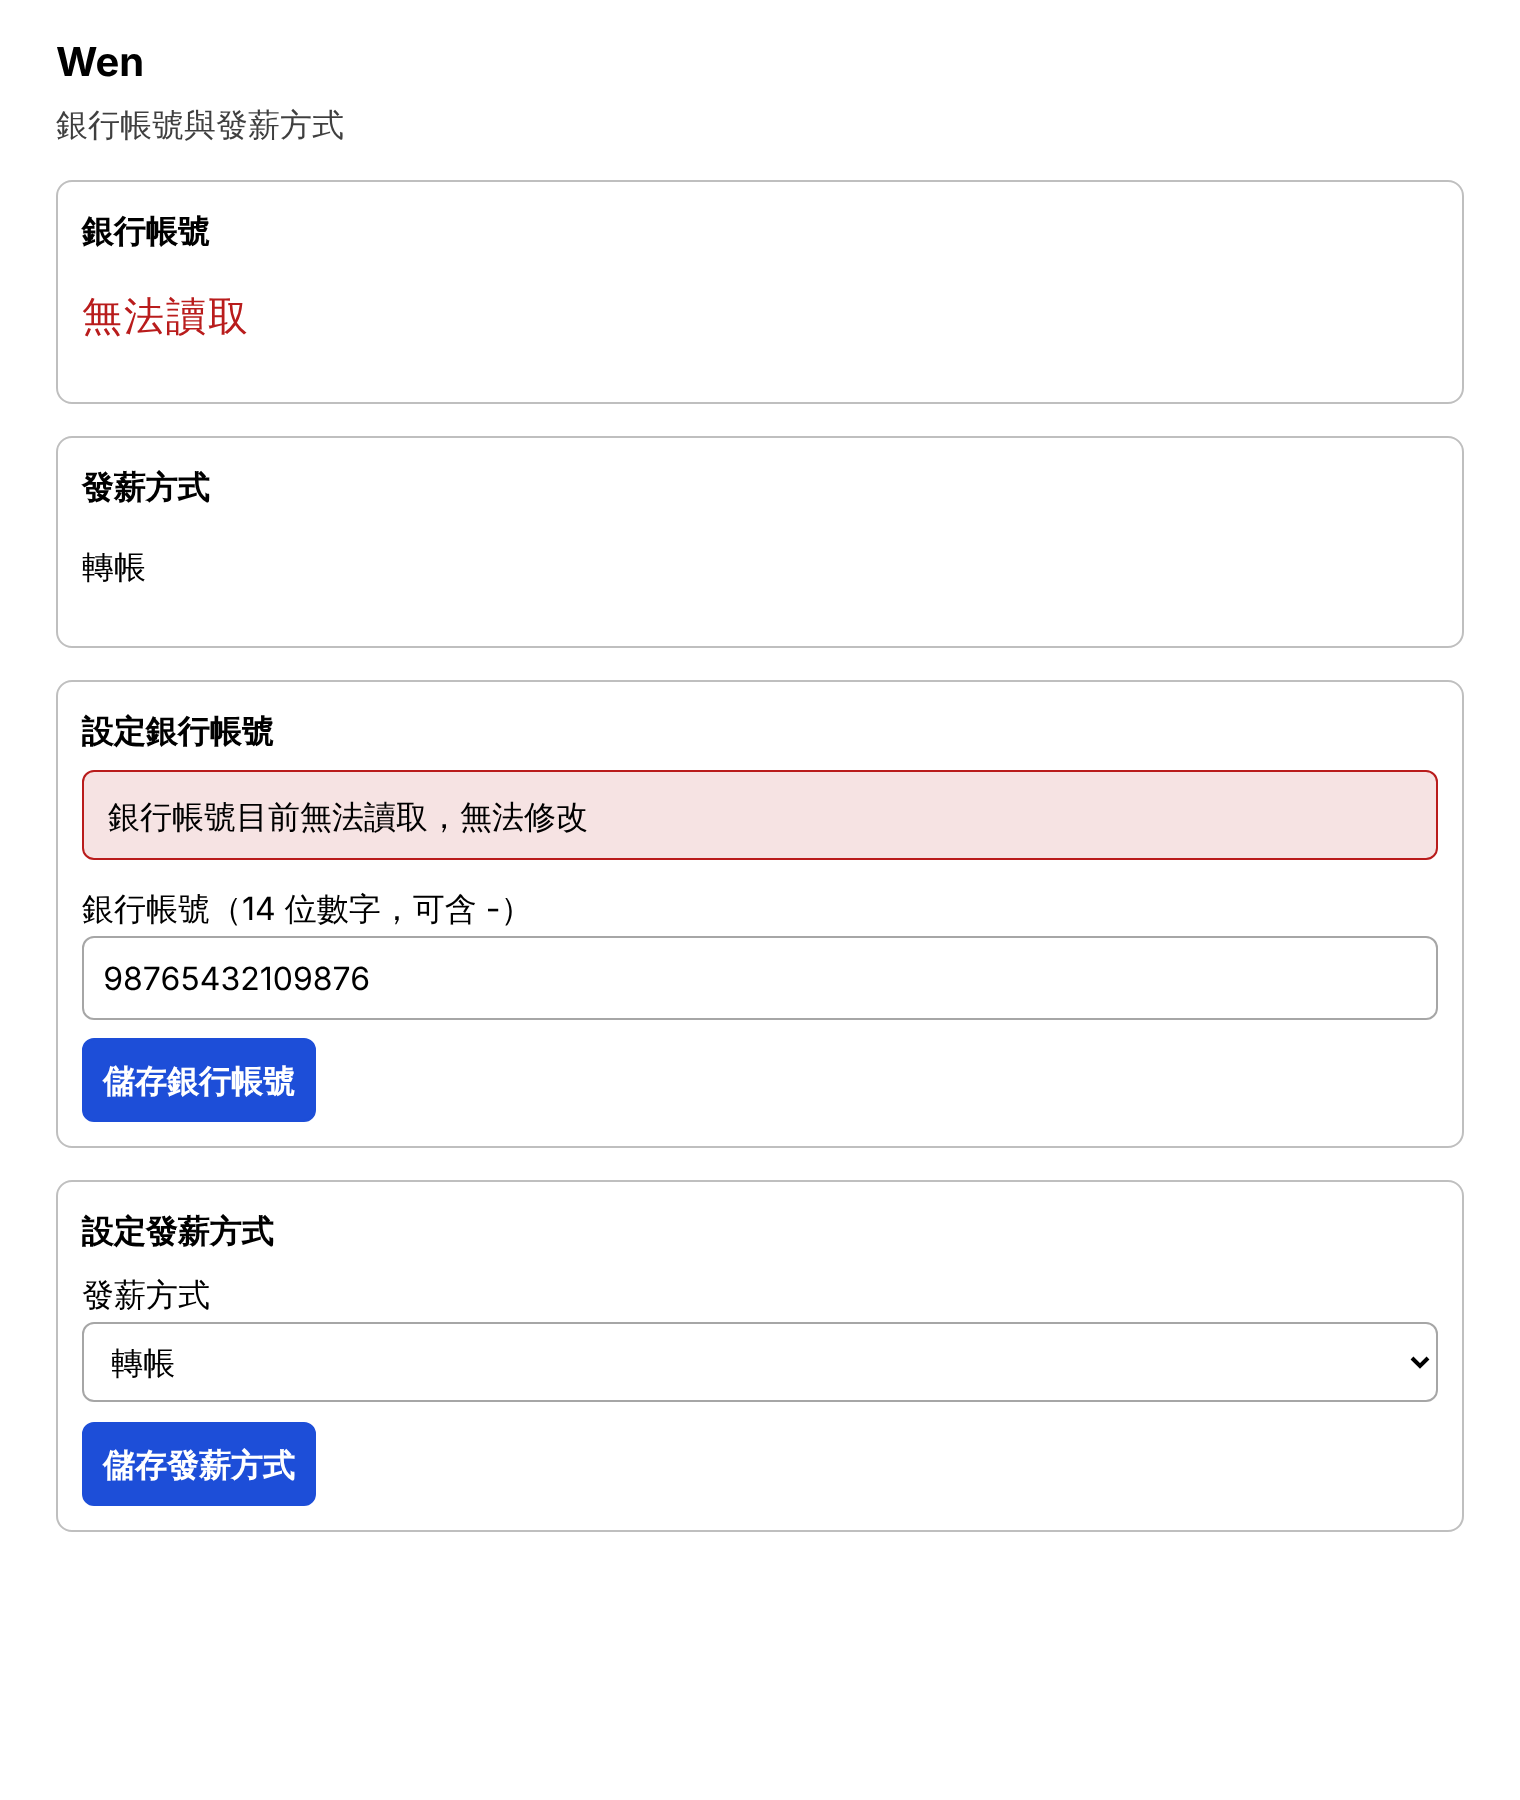 Wen
銀行帳號與發薪方式
銀行帳號
無法讀取
發薪方式
轉帳
設定銀行帳號
銀行帳號目前無法讀取，無法修改
銀行帳號（14 位數字，可含 -）
98765432109876
儲存銀行帳號
設定發薪方式
發薪方式
轉帳
儲存發薪方式